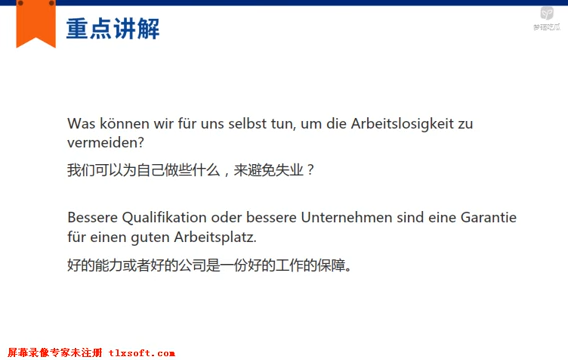 重点讲解
Was können wir für uns selbst tun, um die Arbeitslosigkeit zu
vermeiden?
我们可以为自己做些什么，来避免失业？
Bessere Qualifikation oder bessere Unternehmen sind eine Garantie
für einen guten Arbeitsplatz.
好的能力或者好的公司是一份好的工作的保障。
屏幕录像专家未注册 tlxsoft.com